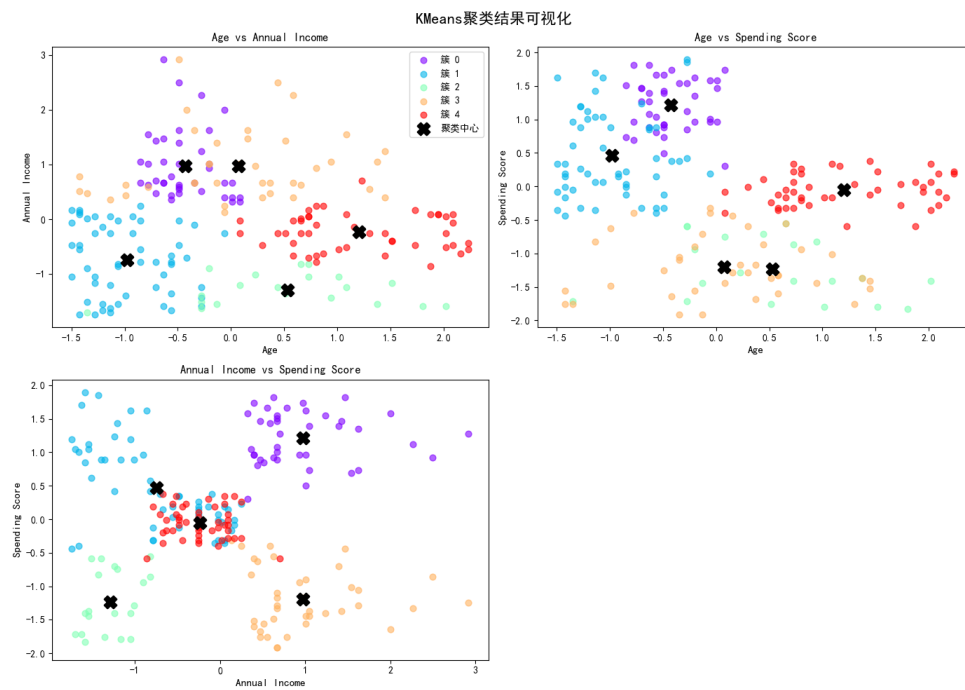 KMeans聚类结果可视化
Age vs Annual Income
3
2
1
0
−1
Annual Income
−1.5 −1.0 −0.5 0.0 0.5 1.0 1.5 2.0
Age
簇 0
簇 1
簇 2
簇 3
簇 4
聚类中心
Age vs Spending Score
2.0
1.5
1.0
0.5
0.0
−0.5
−1.0
−1.5
−2.0
Spending Score
−1.5 −1.0 −0.5 0.0 0.5 1.0 1.5 2.0
Age
Annual Income vs Spending Score
2.0
1.5
1.0
0.5
0.0
−0.5
−1.0
−1.5
−2.0
Spending Score
−1 0 1 2 3
Annual Income